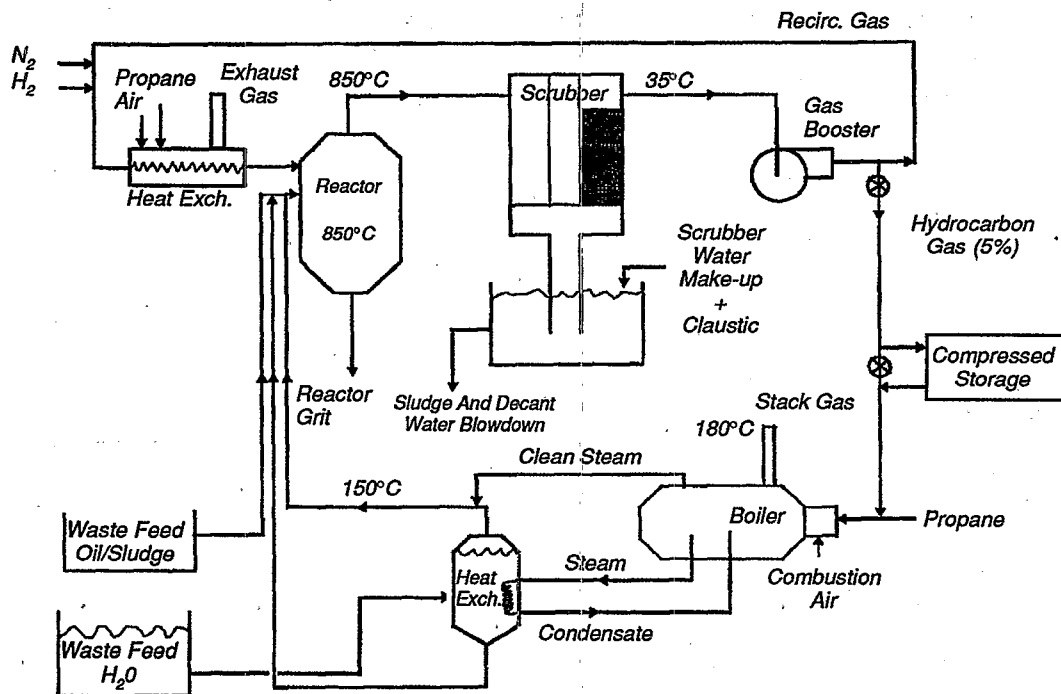 Recirc. Gas
N₂
H₂
Propane
Air
Exhaust
Gas
850°C
Scrubber
35°C
Gas
Booster
Heat Exch.
Reactor
850°C
Hydrocarbon
Gas (5%)
Scrubber
Water
Make-up
+
Claustic
Compressed
Storage
Reactor
Grit
Sludge And Decant
Water Blowdown
Stack Gas
180°C
Clean Steam
150°C
Waste Feed
Oil/Sludge
Boiler
Propane
Heat
Exch.
Steam
Combustion
Air
Condensate
Waste Feed
H₂0